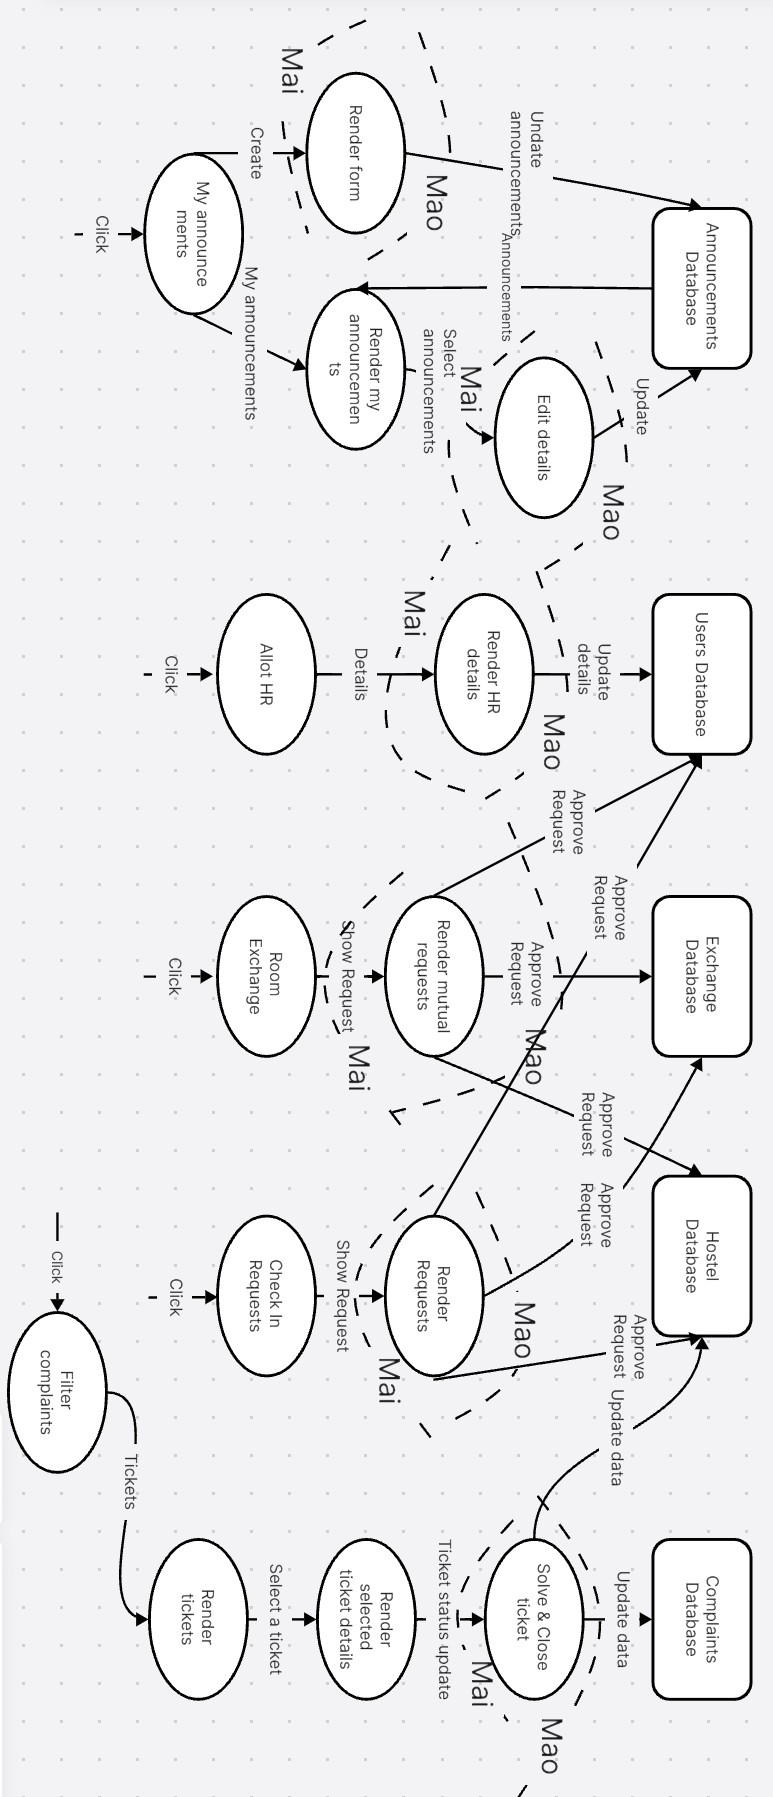 Mai
Render form
Mao
Create
My announce
ments
Click
My announcements
Undate
announcements
Announcements
Database
Announcements
Render my
announcemen
ts
Select
announcements
Mai
Edit details
Update
Mao
Click
Allot HR
Details
Mai
Render HR
details
Mao
Update
details
Users Database
Approve
Request
Approve
Request
Click
Room
Exchange
Show Request
Mai
Render mutual
requests
Approve
Request
Mao
Exchange
Database
Approve
Request
Approve
Request
Hostel
Database
Click
Check In
Requests
Show Request
Render
Requests
Mao
Mai
Approve
Request
Update data
Click
Filter
complaints
Tickets
Render
tickets
Select a ticket
Render
selected
ticket details
Ticket status update
Mai
Solve & Close
ticket
Mao
Update data
Complaints
Database